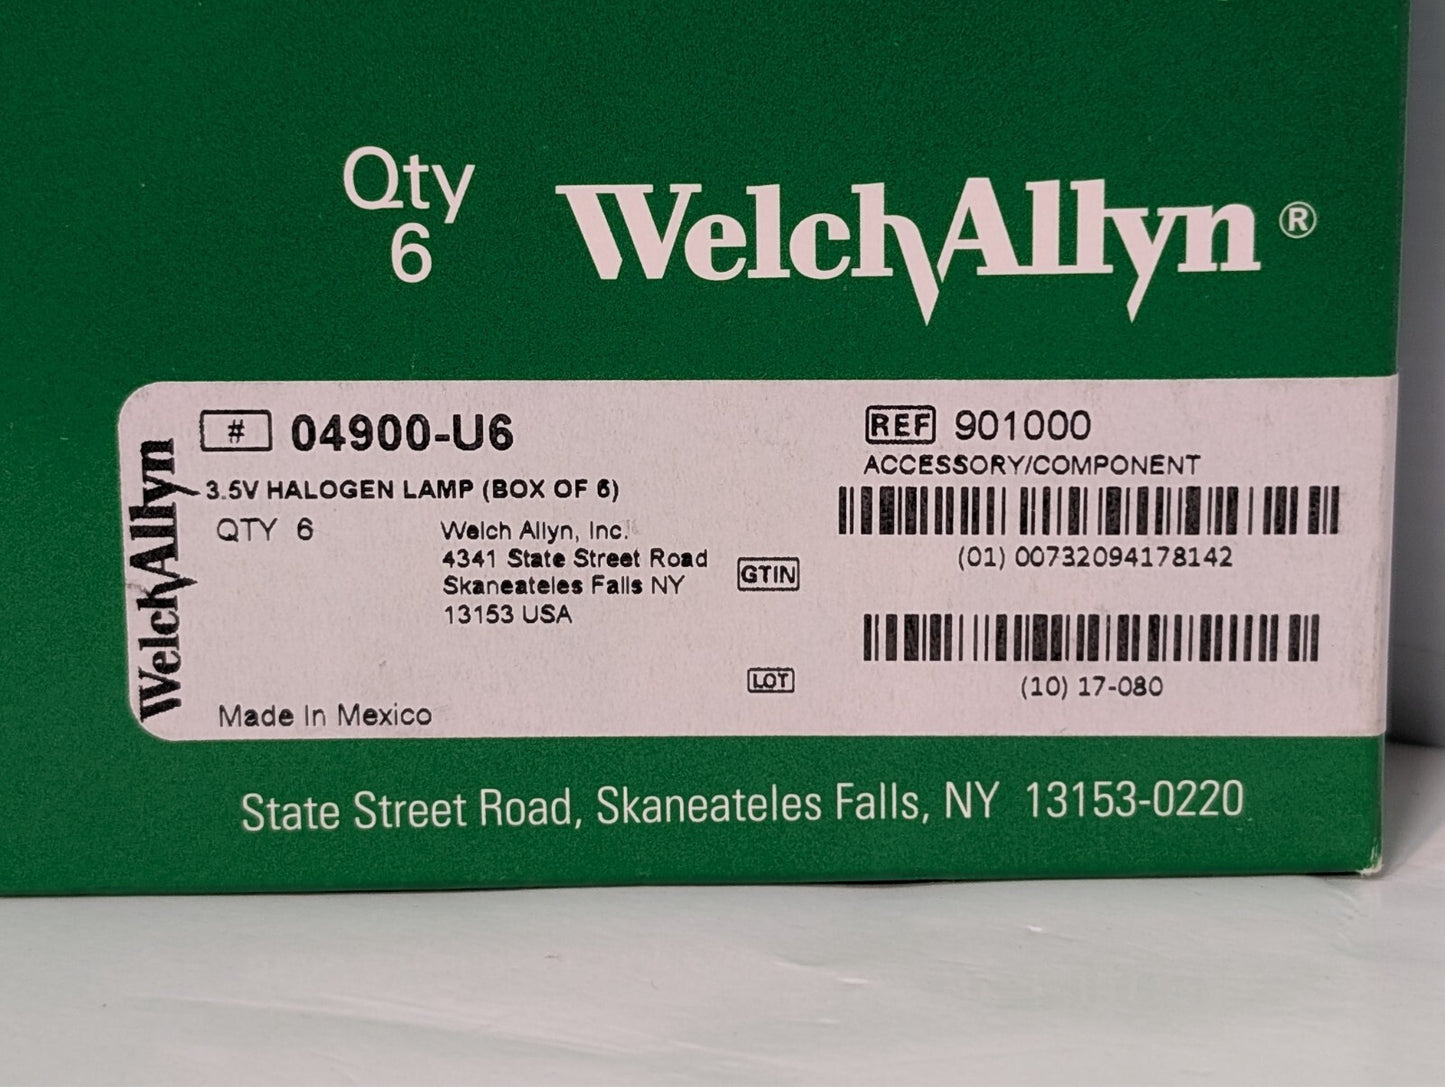 Qty
6
WelchAllyn®
WelchAllyn
# 04900-U6
3.5V HALOGEN LAMP (BOX OF 6)
QTY 6
Welch Allyn, Inc.
4341 State Street Road
Skaneateles Falls NY
13153 USA
Made In Mexico
REF 901000
ACCESSORY/COMPONENT
GTIN
(01) 00732094178142
LOT
(10) 17-080
State Street Road, Skaneateles Falls, NY 13153-0220